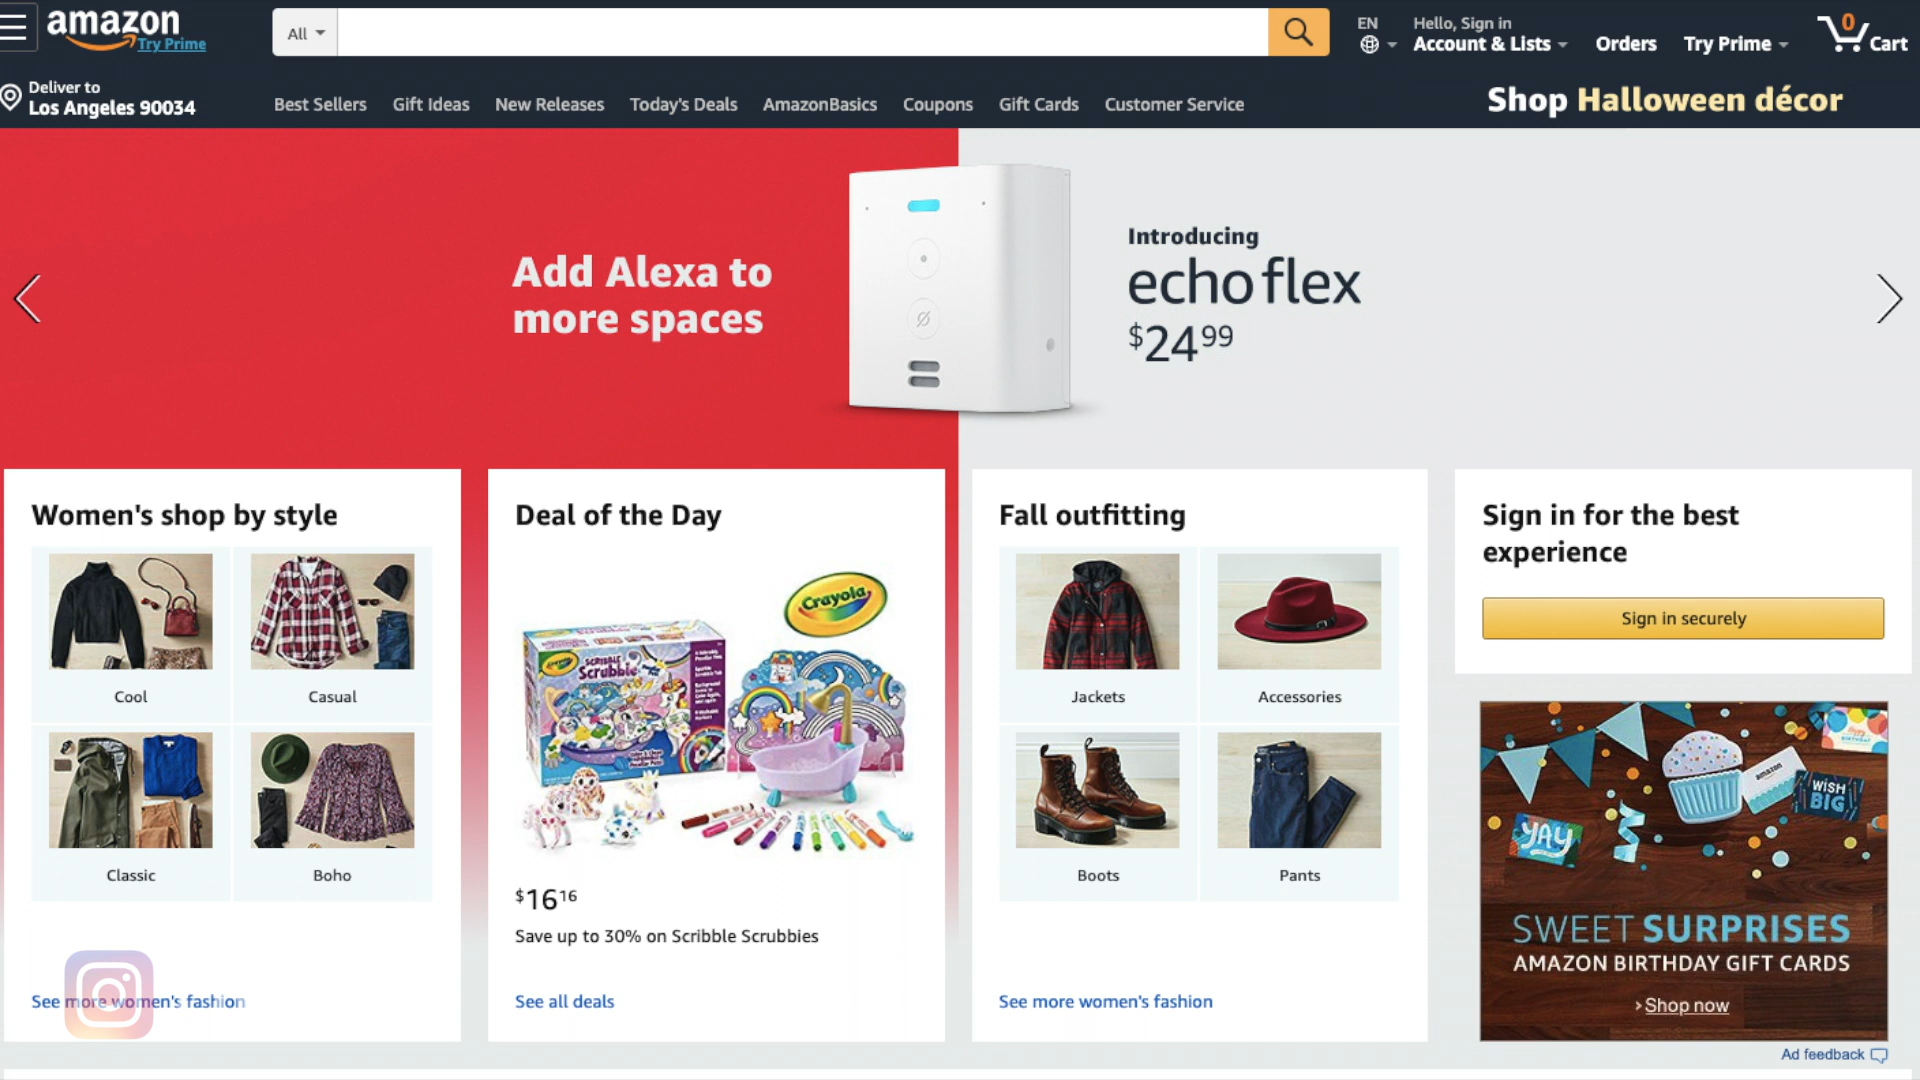 amazon
Try Prime
All
EN
Hello, Sign in
Account & Lists
Orders
Try Prime
0
Cart
Deliver to
Los Angeles 90034
Best Sellers
Gift Ideas
New Releases
Today's Deals
AmazonBasics
Coupons
Gift Cards
Customer Service
Shop Halloween décor
Add Alexa to
more spaces
Introducing
echo flex
$24 99
Women's shop by style
Cool
Casual
Classic
Boho
See more women's fashion
Deal of the Day
Crayola
Crayola
SCRIBBLE
Scrubbie
$16 16
Save up to 30% on Scribble Scrubbies
See all deals
Fall outfitting
Jackets
Accessories
Boots
Pants
See more women's fashion
Sign in for the best
experience
Sign in securely
amazon
WISH
BIG
YAY
SWEET SURPRISES
AMAZON BIRTHDAY GIFT CARDS
› Shop now
Ad feedback